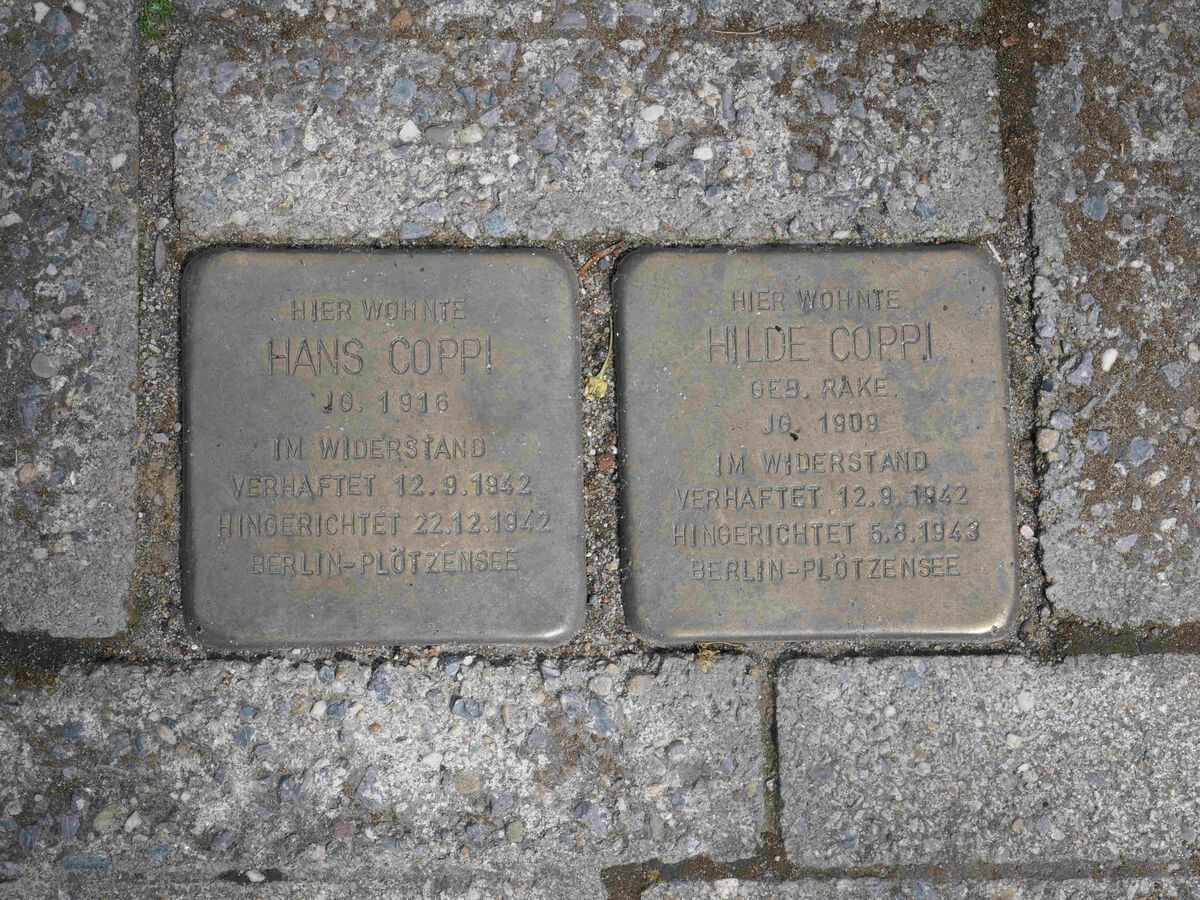 HIER WOHNTE
HANS COPPI
JG. 1916
IM WIDERSTAND
VERHAFTET 12.9.1942
HINGERICHTET 22.12.1942
BERLIN-PLÖTZENSEE
HIER WOHNTE
HILDE COPPI
GEB. RAKE
JG. 1909
IM WIDERSTAND
VERHAFTET 12.9.1942
HINGERICHTET 5.8.1943
BERLIN-PLÖTZENSEE